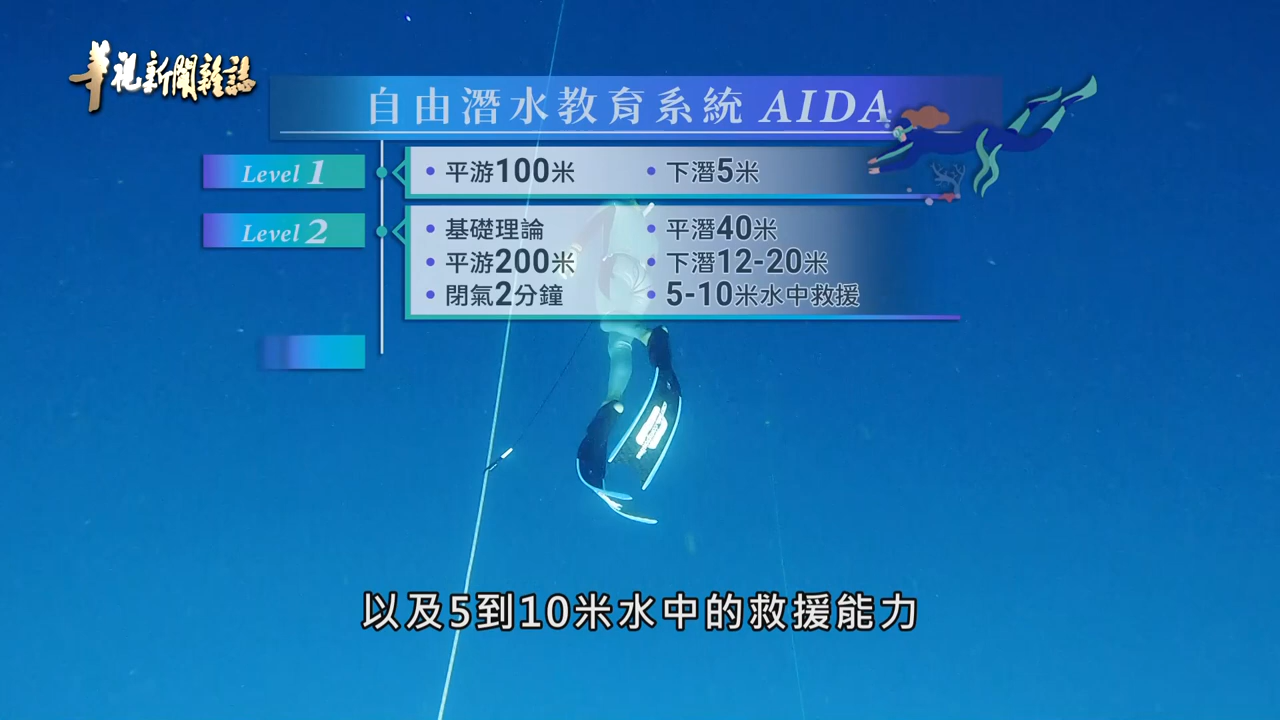 華視新聞雜誌
自由潛水教育系統 AIDA
Level 1
• 平游100米 • 下潛5米
Level 2
• 基礎理論 • 平潛40米
• 平游200米 • 下潛12-20米
• 閉氣2分鐘 • 5-10米水中救援
以及5到10米水中的救援能力